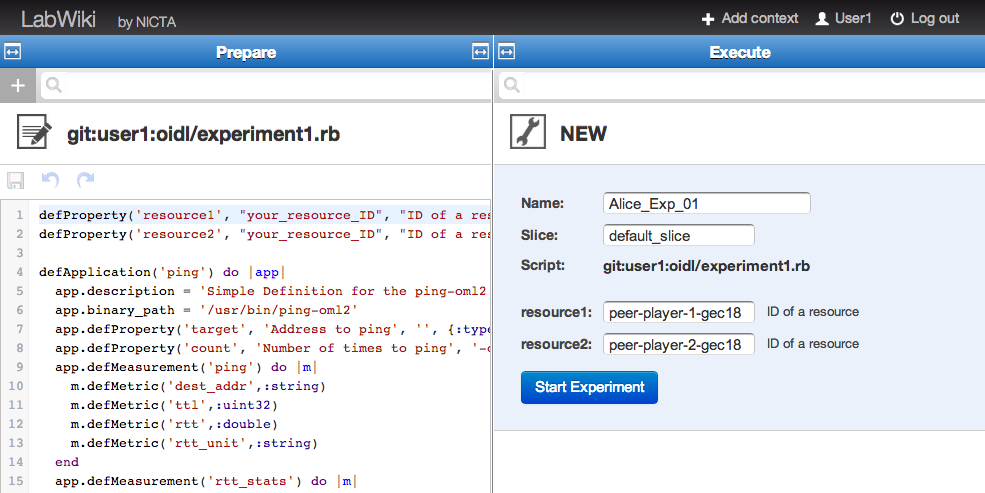 LabWiki by NICTA
Add context User1 Log out
Prepare
git:user1:oidl/experiment1.rb
1 defProperty('resource1', "your_resource_ID", "ID of a res
2 defProperty('resource2', "your_resource_ID", "ID of a res
3
4 defApplication('ping') do |app|
5 app.description = 'Simple Definition for the ping-oml2
6 app.binary_path = '/usr/bin/ping-oml2'
7 app.defProperty('target', 'Address to ping', '', {:type
8 app.defProperty('count', 'Number of times to ping', '-c
9 app.defMeasurement('ping') do |m|
10 m.defMetric('dest_addr',:string)
11 m.defMetric('ttl',:uint32)
12 m.defMetric('rtt',:double)
13 m.defMetric('rtt_unit',:string)
14 end
15 app.defMeasurement('rtt_stats') do |m|
Execute
NEW
Name: Alice_Exp_01
Slice: default_slice
Script: git:user1:oidl/experiment1.rb
resource1: peer-player-1-gec18 ID of a resource
resource2: peer-player-2-gec18 ID of a resource
Start Experiment